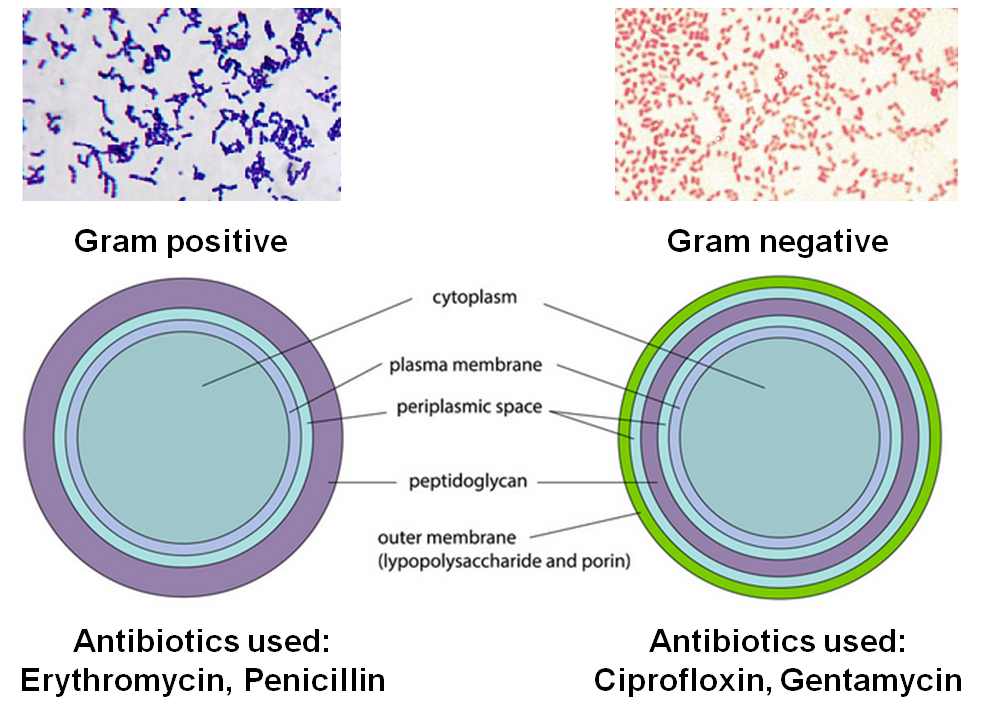 Gram positive
Gram negative
cytoplasm
plasma membrane
periplasmic space
peptidoglycan
outer membrane
(lypopolysaccharide and porin)
Antibiotics used:
Erythromycin, Penicillin
Antibiotics used:
Ciprofloxin, Gentamycin